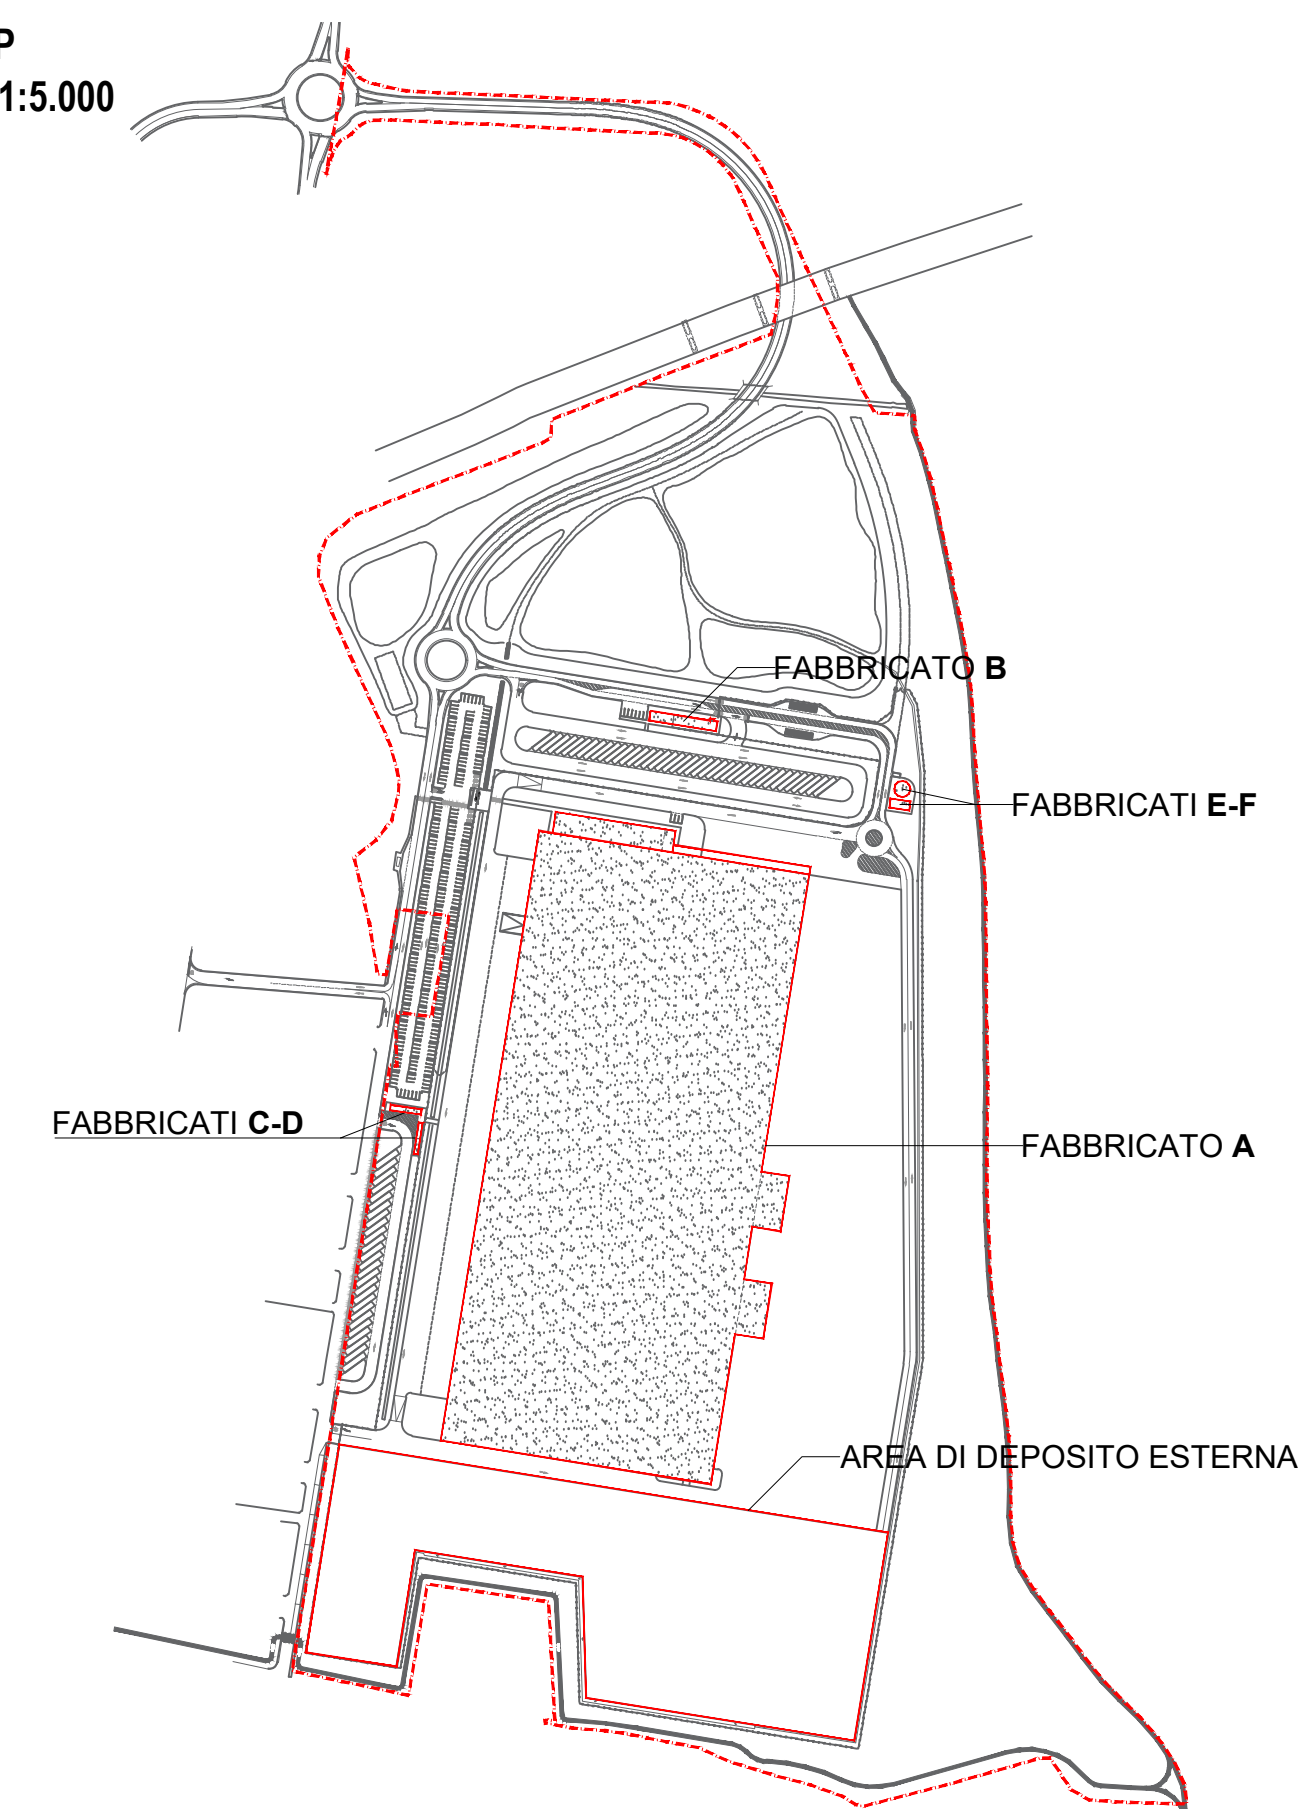 P
1:5.000
FABBRICATO B
FABBRICATI E-F
FABBRICATI C-D
FABBRICATO A
AREA DI DEPOSITO ESTERNA